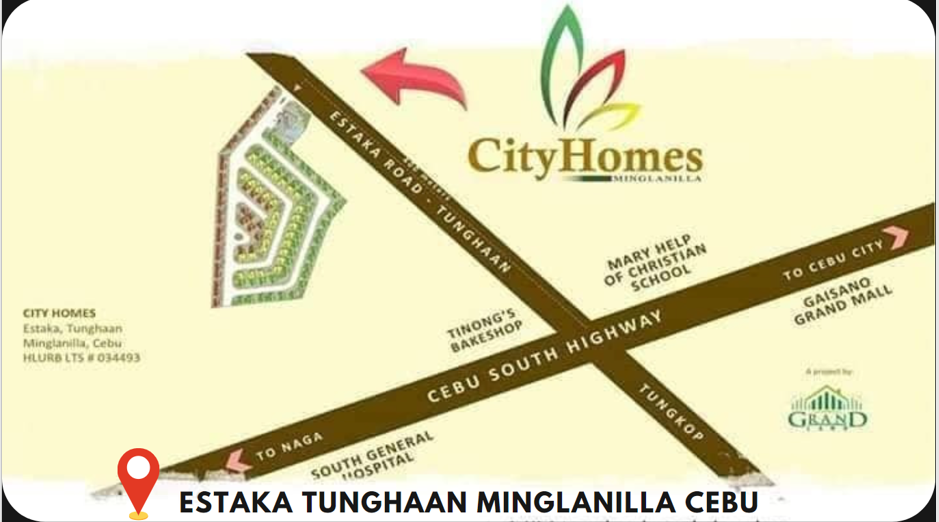 CityHomes
MINGLANILLA
ESTAKA ROAD - TUNGHAAN
MARY HELP
OF CHRISTIAN
SCHOOL
TO CEBU CITY
GAISANO
GRAND MALL
TINONG'S
BAKESHOP
CEBU SOUTH HIGHWAY
CITY HOMES
Estaka, Tunghaan
Minglanilla, Cebu
HLURB LTS # 034493
A project by:
GRAND
TUNGKOP
TO NAGA
SOUTH GENERAL
HOSPITAL
ESTAKA TUNGHAAN MINGLANILLA CEBU